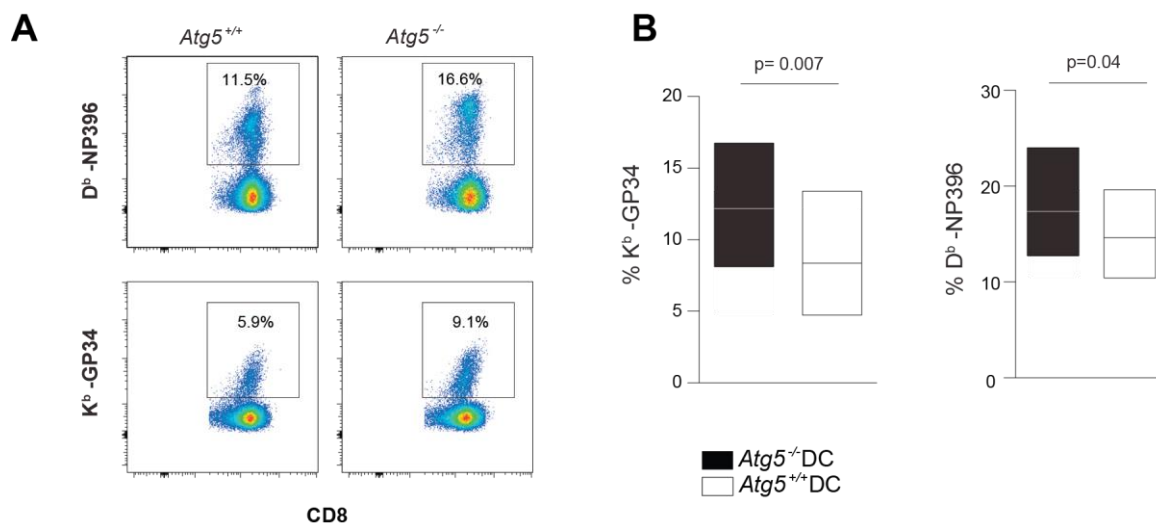 A
Atg5+/+
Atg5-/-
Db -NP396
11.5%
16.6%
Kb -GP34
5.9%
9.1%
CD8
B
p= 0.007
% Kb -GP34
20
15
10
5
0
p=0.04
% Db -NP396
30
20
10
0
Atg5-/-DC
Atg5+/+DC